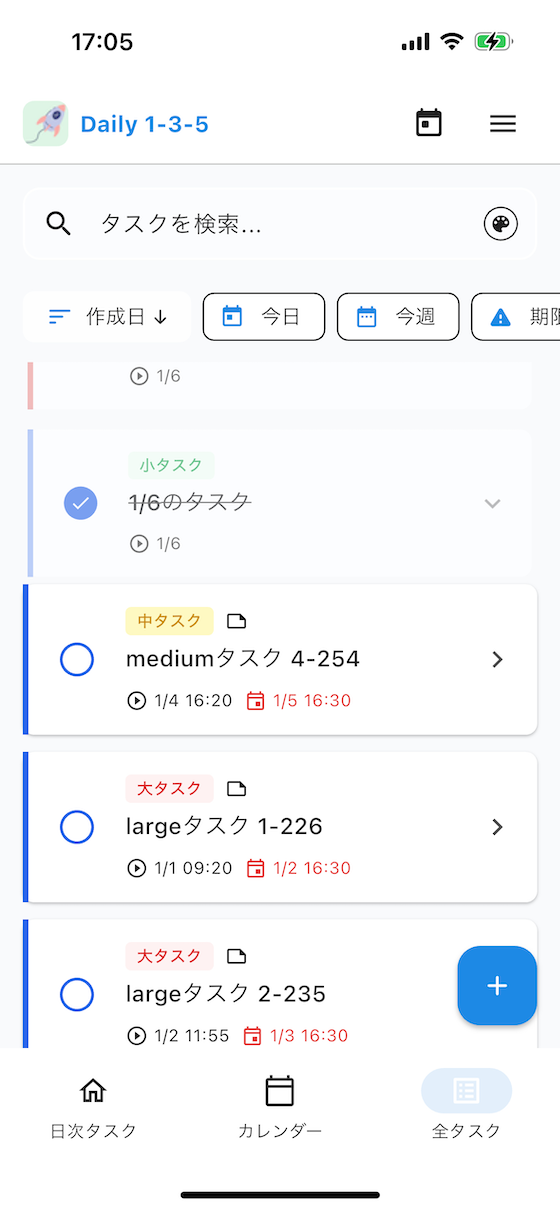 17:05
Daily 1-3-5
タスクを検索...
作成日↓
今日
今週
期限
1/6
小タスク
1/6のタスク
1/6
中タスク
mediumタスク 4-254
1/4 16:20 1/5 16:30
大タスク
largeタスク 1-226
1/1 09:20 1/2 16:30
大タスク
largeタスク 2-235
1/2 11:55 1/3 16:30
+
日次タスク
カレンダー
全タスク